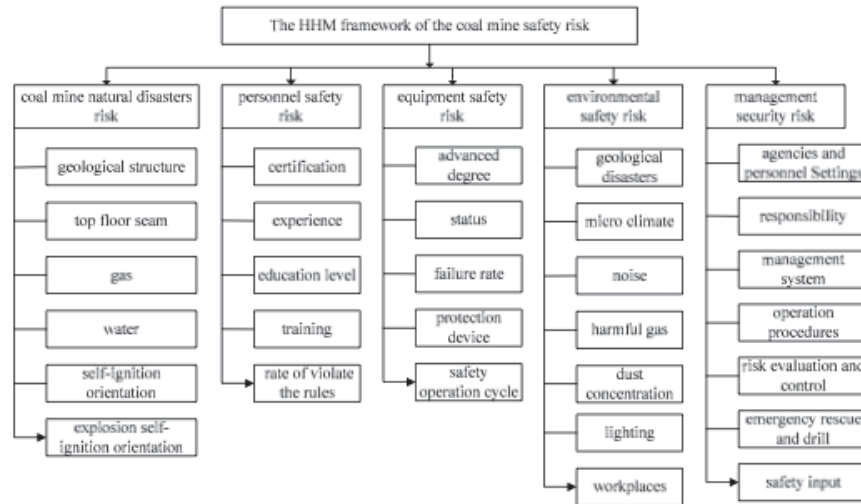 The HHM framework of the coal mine safety risk
coal mine natural disasters
risk
geological structure
top floor seam
gas
water
self-ignition
orientation
explosion self-
ignition orientation
personnel safety
risk
certification
experience
education level
training
rate of violate
the rules
equipment safety
risk
advanced
degree
status
failure rate
protection
device
safety
operation cycle
environmental
safety risk
geological
disasters
micro climate
noise
harmful gas
dust
concentration
lighting
workplaces
management
security risk
agencies and
personnel Settings
responsibility
management
system
operation
procedures
risk evaluation and
control
emergency rescue
and drill
safety input